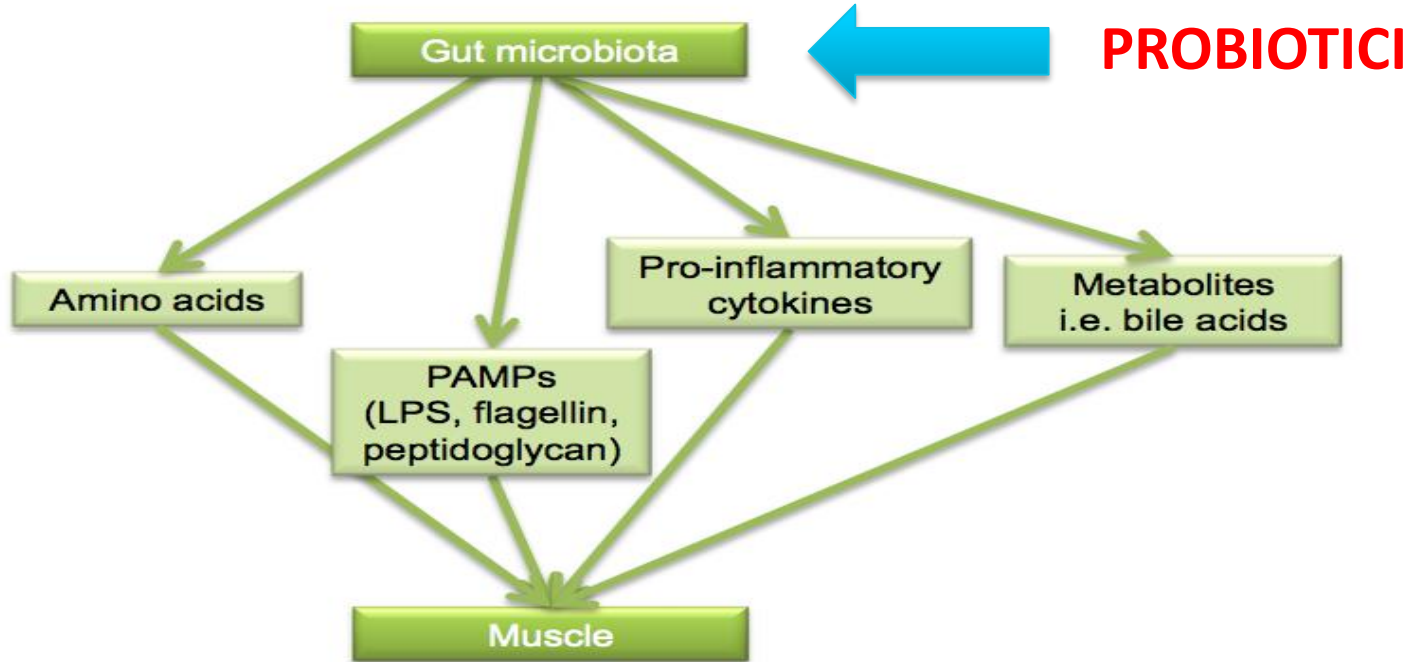 Gut microbiota
PROBIOTICI
Amino acids
PAMPs
(LPS, flagellin,
peptidoglycan)
Pro-inflammatory
cytokines
Metabolites
i.e. bile acids
Muscle